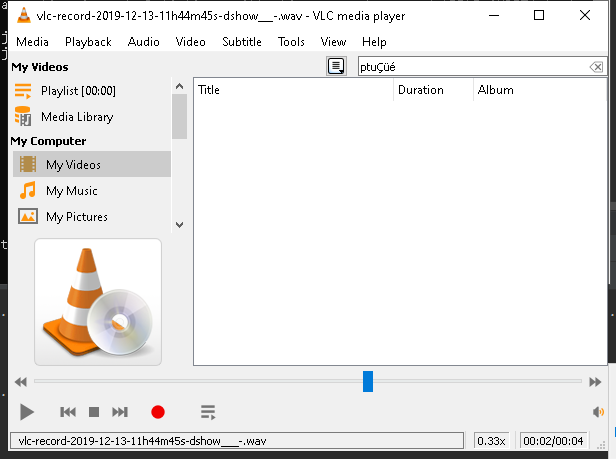 vlc-record-2019-12-13-11h44m45s-dshow___-.wav - VLC media player
Media Playback Audio Video Subtitle Tools View Help
My Videos
ptuÇüé
Playlist [00:00]
Title Duration Album
Media Library
My Computer
My Videos
My Music
My Pictures
vlc-record-2019-12-13-11h44m45s-dshow___-.wav 0.33x 00:02/00:04